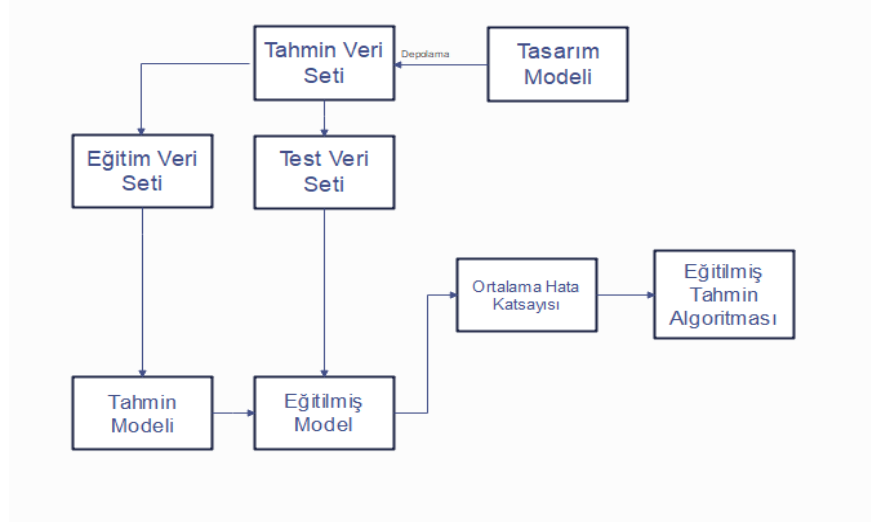 Tahmin Veri
Seti
Depolama
Tasarım
Modeli
Eğitim Veri
Seti
Test Veri
Seti
Ortalama Hata
Katsayısı
Eğitilmiş
Tahmin
Algoritması
Tahmin
Modeli
Eğitilmiş
Model